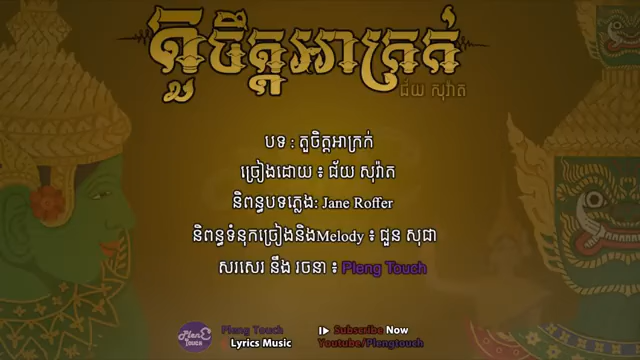 តួចិត្តអាក្រក់
ជ័យ សុវ៉ាត
បទ : តួចិត្តអាក្រក់
ច្រៀងដោយ ៖ ជ័យ សុវ៉ាត
និពន្ធបទភ្លេង: Jane Roffer
និពន្ធទំនុកច្រៀងនិងMelody ៖ ជួន សុជា
សរសេរ នឹង រចនា ៖ Pleng Touch
PlenG Touch
Pleng Touch
Lyrics Music
Subscribe Now
Youtube/Plengtouch